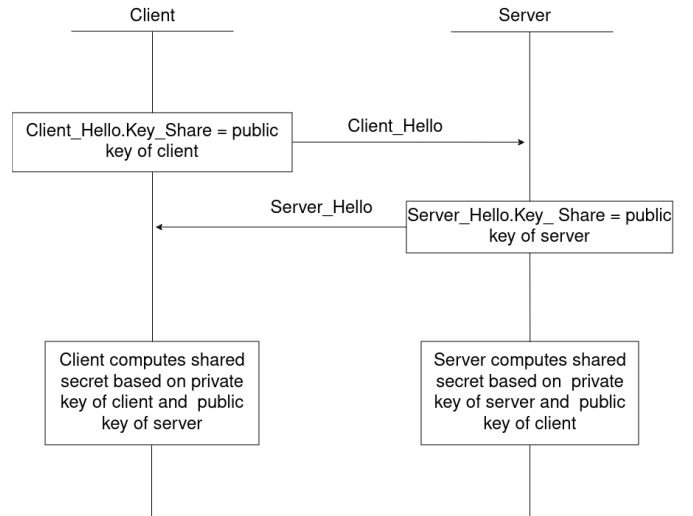 Client
Server
Client_Hello.Key_Share = public
key of client
Client_Hello
Server_Hello
Server_Hello.Key_ Share = public
key of server
Client computes shared
secret based on private
key of client and public
key of server
Server computes shared
secret based on private
key of server and public
key of client